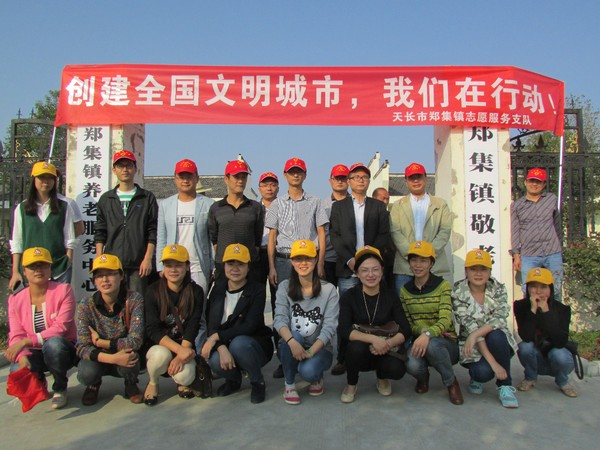 创建全国文明城市，我们在行动！
天长市郑集镇志愿服务支队
郑集镇养老服务中心
郑集镇敬老